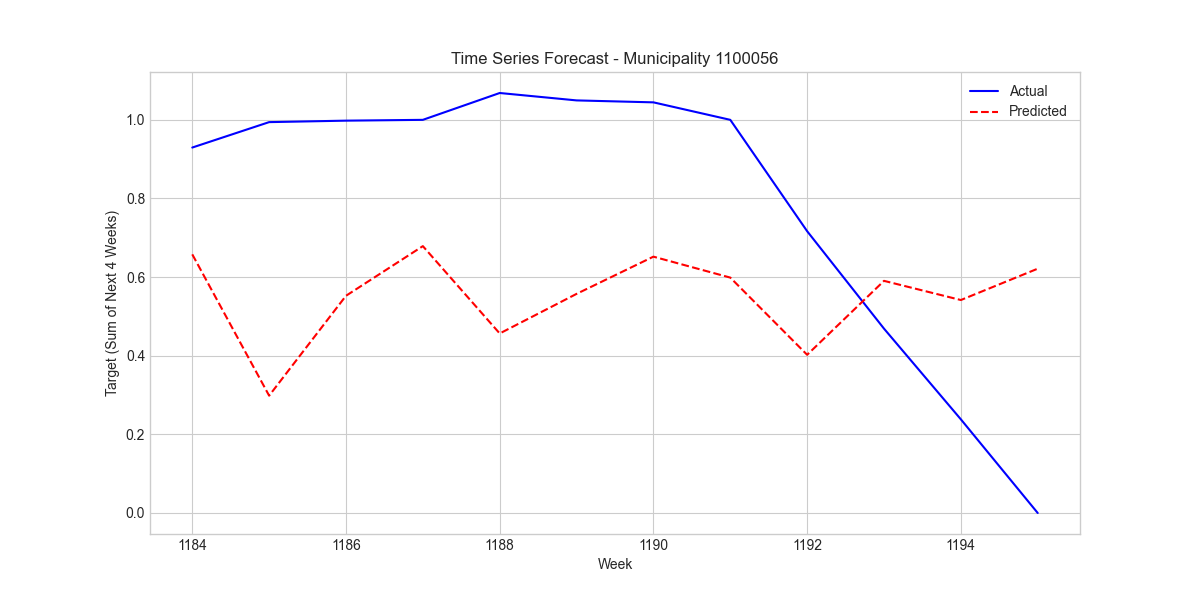 Time Series Forecast - Municipality 1100056
Actual
Predicted
Target (Sum of Next 4 Weeks)
1.0
0.8
0.6
0.4
0.2
0.0
1184 1186 1188 1190 1192 1194
Week